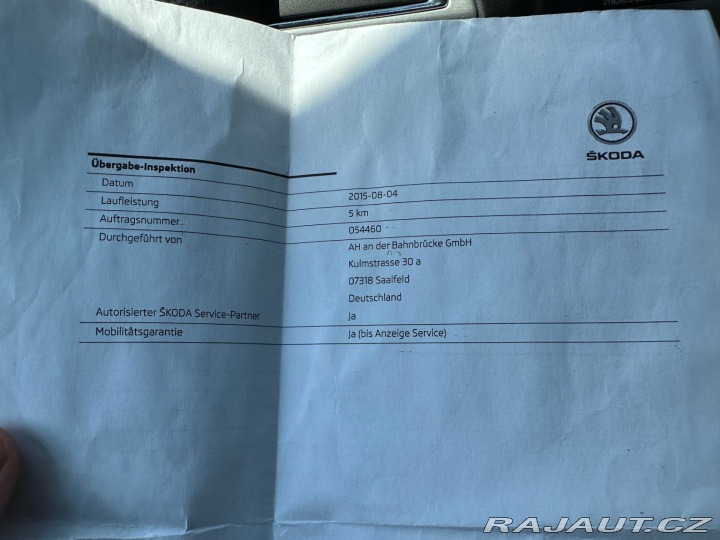 ŠKODA
Übergabe-Inspektion
Datum 2015-08-04
Laufleistung 5 km
Auftragsnummer. 054460
Durchgeführt von AH an der Bahnbrücke GmbH
Kulmstrasse 30 a
07318 Saalfeld
Deutschland
Autorisierter ŠKODA Service-Partner Ja
Mobilitätsgarantie Ja (bis Anzeige Service)
RAJAUT.CZ